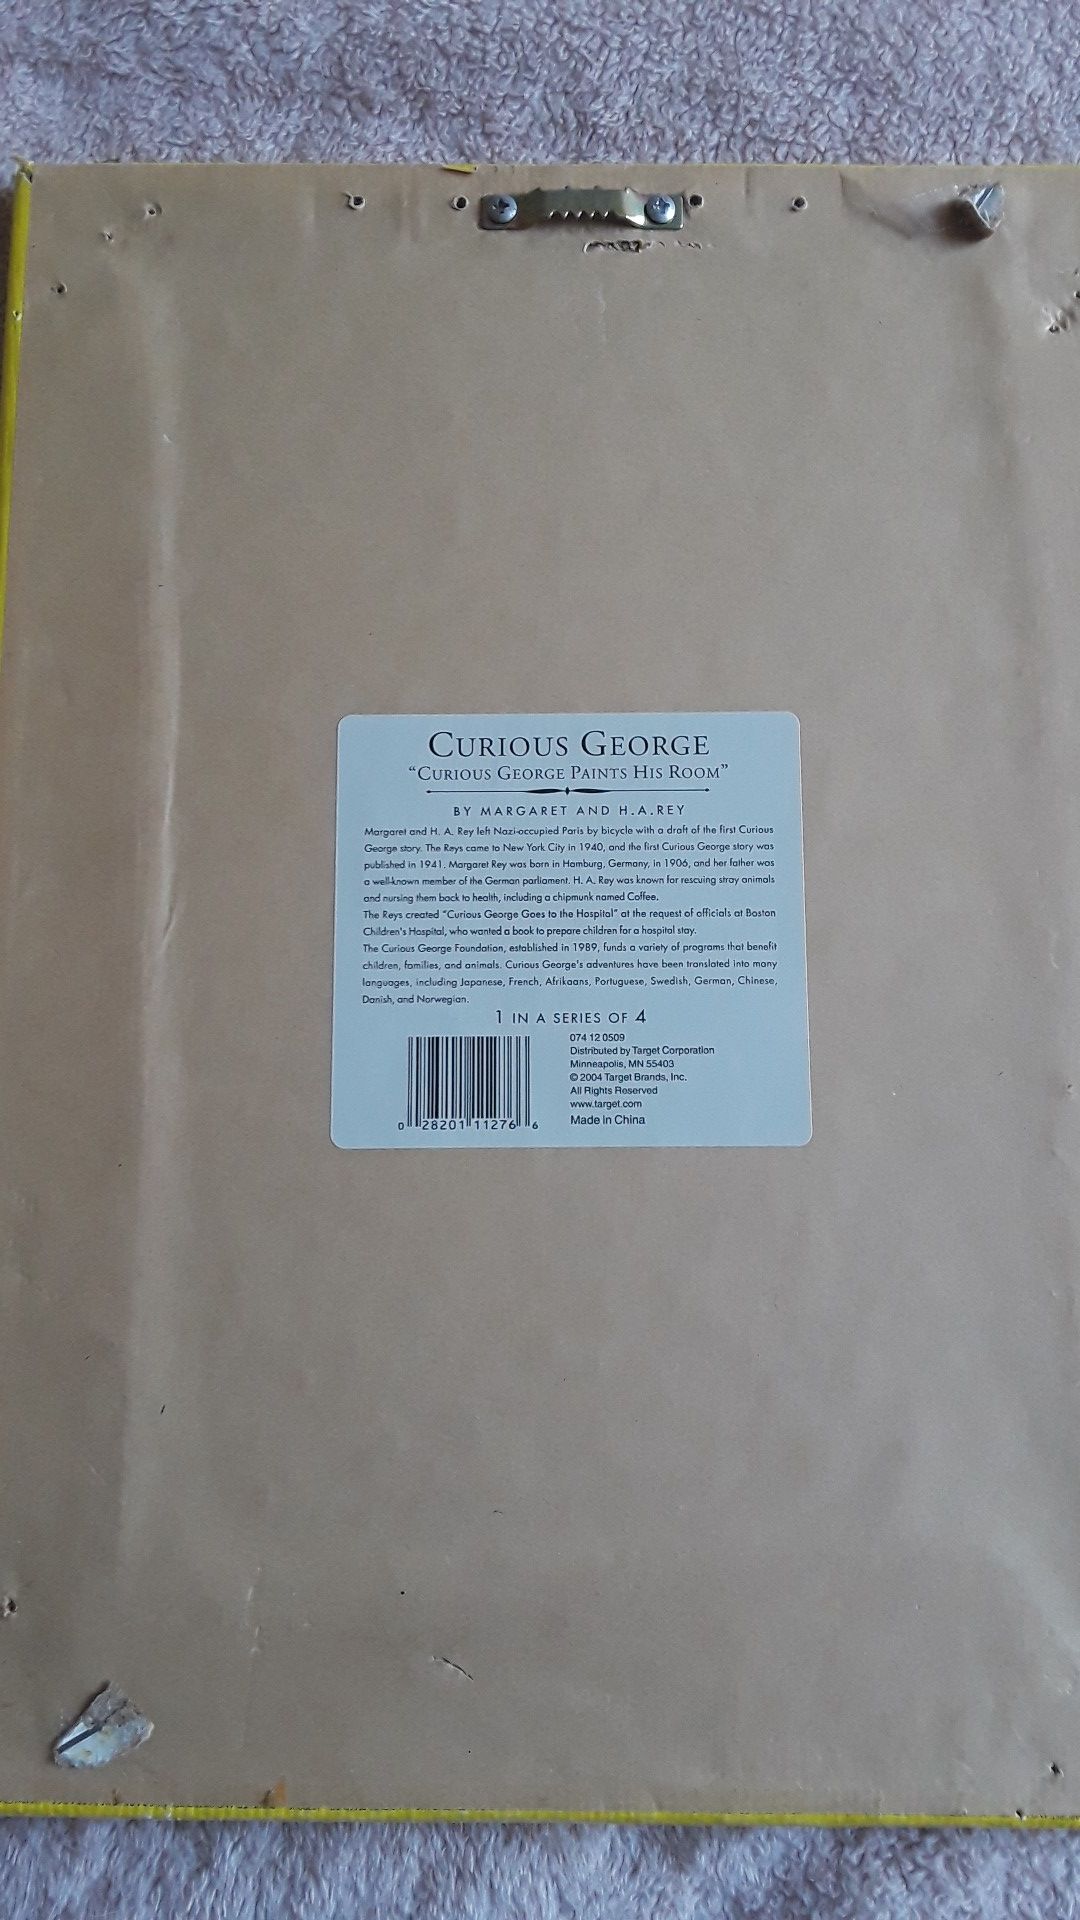 CURIOUS GEORGE
“CURIOUS GEORGE PAINTS HIS ROOM”
BY MARGARET AND H.A.REY
Margaret and H. A. Rey left Nazi-occupied Paris by bicycle with a draft of the first Curious
George story. The Reys came to New York City in 1940, and the first Curious George story was
published in 1941. Margaret Rey was born in Hamburg, Germany, in 1906, and her father was
a well-known member of the German parliament. H. A. Rey was known for rescuing stray animals
and nursing them back to health, including a chipmunk named Coffee.
The Reys created “Curious George Goes to the Hospital” at the request of officials at Boston
Children's Hospital, who wanted a book to prepare children for a hospital stay.
The Curious George Foundation, established in 1989, funds a variety of programs that benefit
children, families, and animals. Curious George's adventures have been translated into many
languages, including Japanese, French, Afrikaans, Portuguese, Swedish, German, Chinese,
Danish, and Norwegian.
1 IN A SERIES OF 4
074 12 0509
Distributed by Target Corporation
Minneapolis, MN 55403
© 2004 Target Brands, Inc.
All Rights Reserved
www.target.com
Made in China
0 28201 11276 6